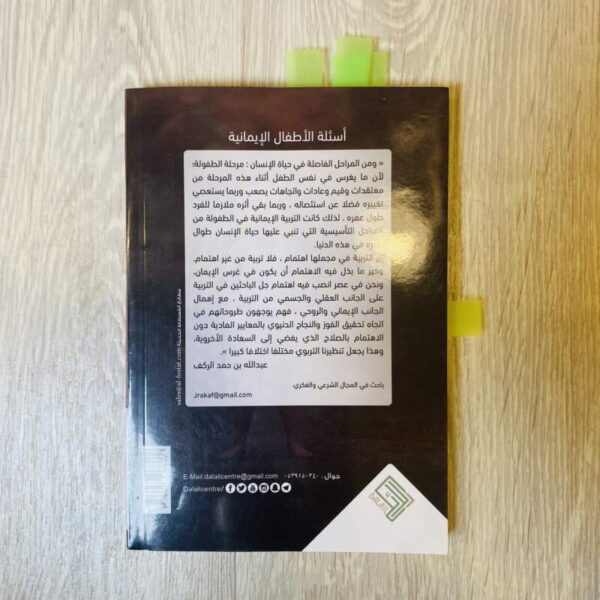 أسئلة الأطفال الإيمانية
« ومن المراحل الفاصلة في حياة الإنسان : مرحلة الطفولة؛
لأن ما يغرس في نفس الطفل أثناء هذه المرحلة من
معتقدات وقيم وعادات واتجاهات يصعب وربما يستعصي
تغييره فضلا عن استئصاله ، وربما بقي أثره ملازما للفرد
طول عمره ، لذلك كانت التربية الإيمانية في الطفولة من
المراحل التأسيسية التي تنبي عليها حياة الإنسان طوال
عمره في هذه الدنيا.
إن التربية في مجملها اهتمام ، فلا تربية من غير اهتمام،
وخير ما بذل فيه الاهتمام أن يكون في غرس الإيمان،
ونحن في عصر انصب فيه اهتمام جل الباحثين في التربية
على الجانب العقلي والجسمي من التربية ، مع إهمال
الجانب الإيماني والروحي ، فهم يوجهون طروحاتهم في
اتجاه تحقيق الفوز والنجاح الدنيوي بالمعايير المادية دون
الاهتمام بالصلاح الذي يفضي إلى السعادة الأخروية،
وهذا يجعل تنظيرنا التربوي مختلفا اختلافا كبيرا ».
عبدالله بن حمد الركف
باحث في المجال الشرعي والفكري.
Jrakaf@gmail.com
جوال : ٠٥٣٩١٥٠٣٤٠ E-Mail:dalailcentre@gmail.com
Dalailcentre/
DALAIL